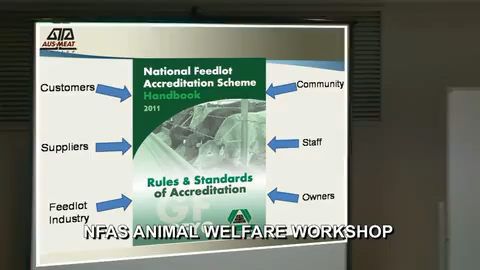 AUS-MEAT
National Feedlot
Accreditation Scheme
Handbook
2011
Customers
Community
Suppliers
Staff
Rules & Standards
of Accreditation
Feedlot
Industry
Owners
NFAS ANIMAL WELFARE WORKSHOP